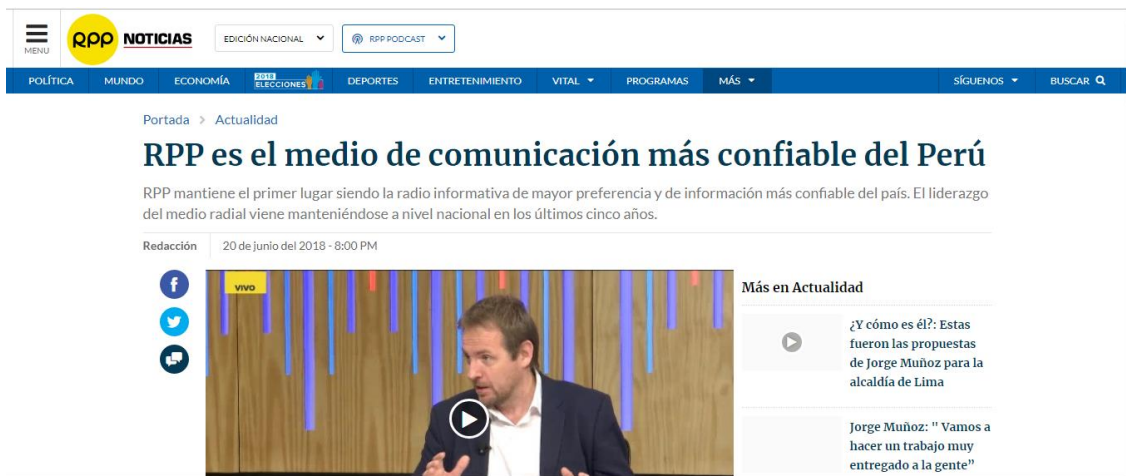 MENU
RPP NOTICIAS
EDICIÓN NACIONAL
RPP PODCAST
POLÍTICA MUNDO ECONOMÍA 2018 ELECCIONES DEPORTES ENTRETENIMIENTO VITAL PROGRAMAS MÁS SÍGUENOS BUSCAR
Portada > Actualidad
RPP es el medio de comunicación más confiable del Perú
RPP mantiene el primer lugar siendo la radio informativa de mayor preferencia y de información más confiable del país. El liderazgo
del medio radial viene manteniéndose a nivel nacional en los últimos cinco años.
Redacción 20 de junio del 2018 - 8:00 PM
VIVO
Más en Actualidad
¿Y cómo es él?: Estas
fueron las propuestas
de Jorge Muñoz para la
alcaldía de Lima
Jorge Muñoz: " Vamos a
hacer un trabajo muy
entregado a la gente”